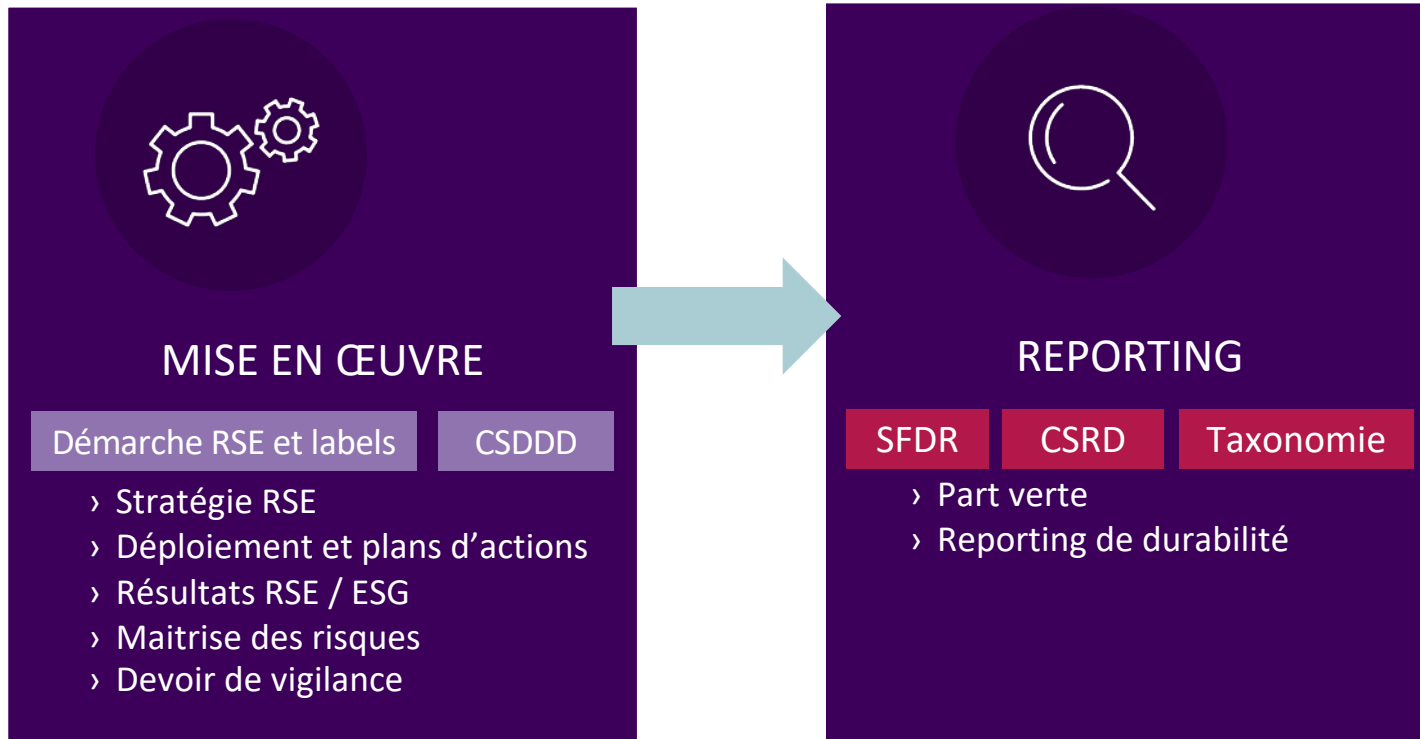 MISE EN ŒUVRE
Démarche RSE et labels
CSDDD
› Stratégie RSE
› Déploiement et plans d’actions
› Résultats RSE / ESG
› Maitrise des risques
› Devoir de vigilance
REPORTING
SFDR
CSRD
Taxonomie
› Part verte
› Reporting de durabilité